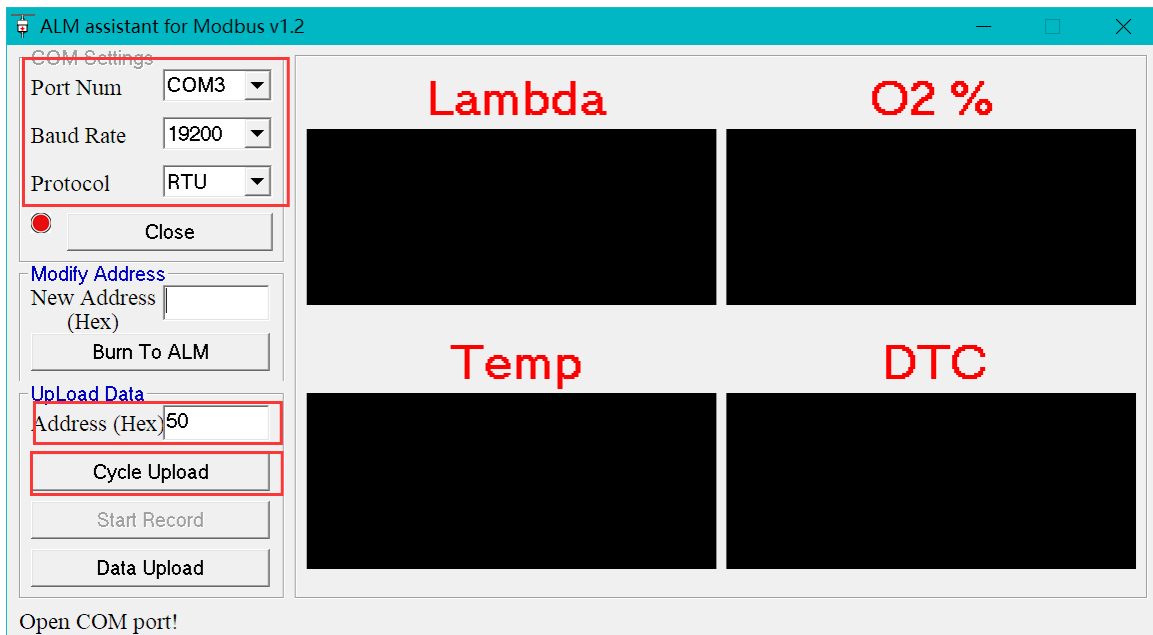 ALM assistant for Modbus v1.2
COM Settings
Port Num COM3
Baud Rate 19200
Protocol RTU
Close
Modify Address
New Address
(Hex)
Burn To ALM
UpLoad Data
Address (Hex) 50
Cycle Upload
Start Record
Data Upload
Lambda
O2 %
Temp
DTC
Open COM port!